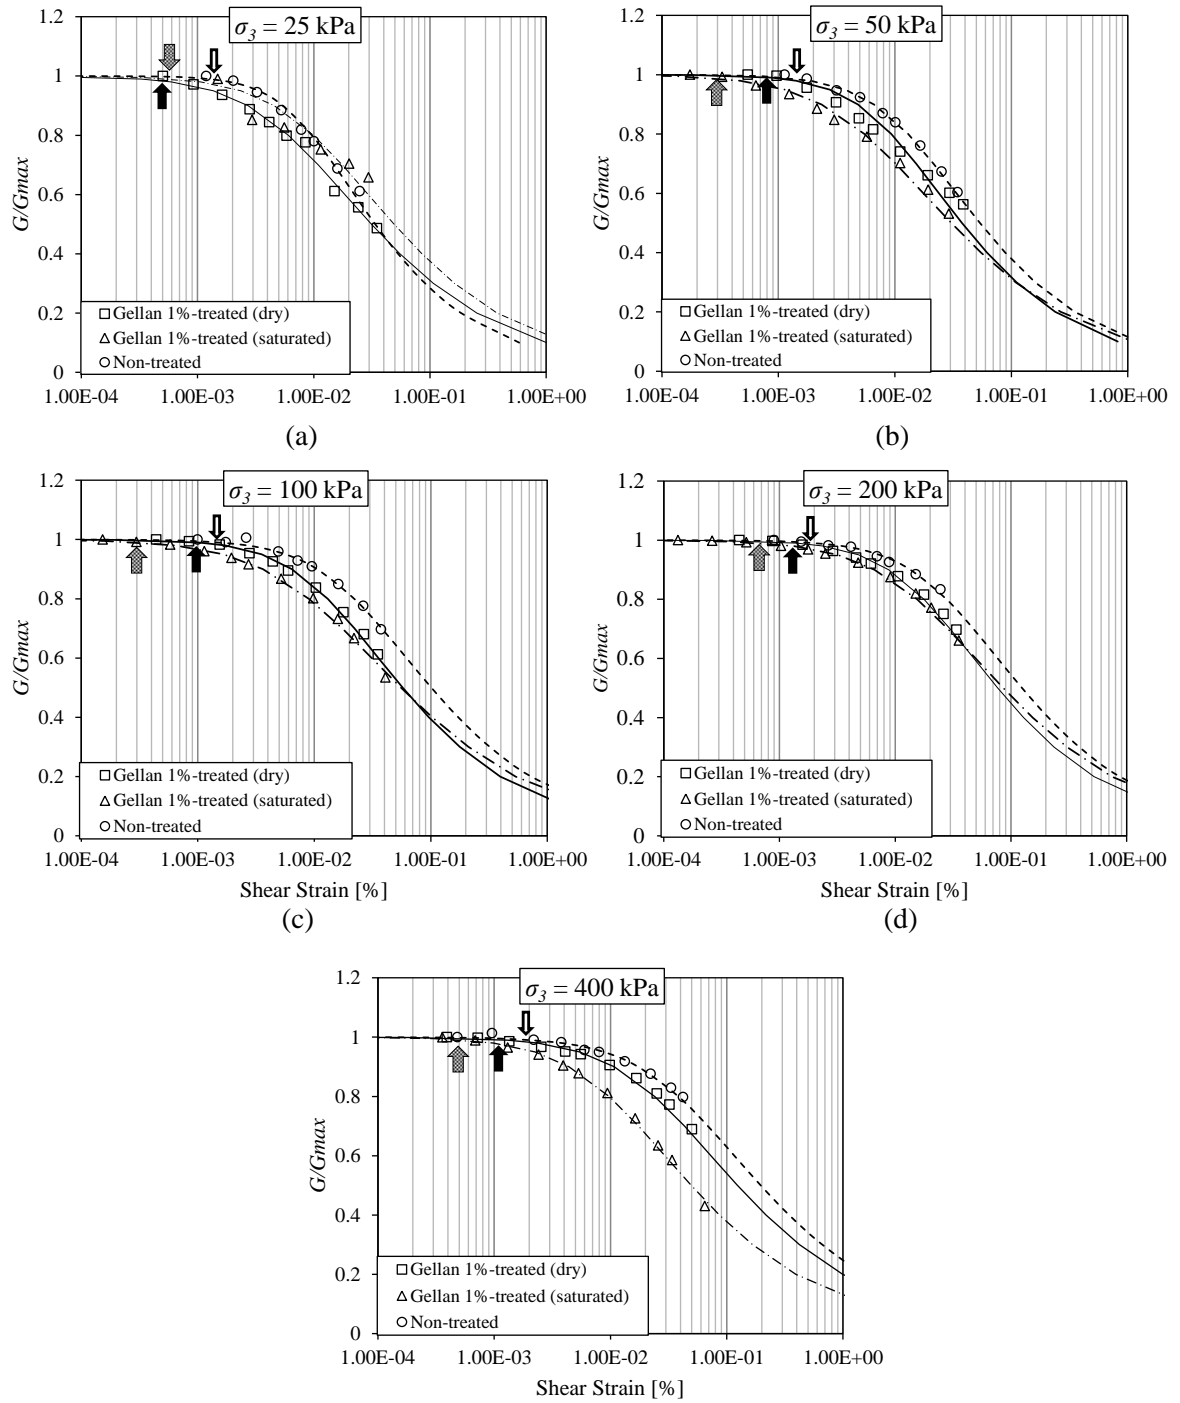 σ3 = 25 kPa
1.2
1
0.8
0.6
0.4
0.2
0
G/Gmax
Gellan 1%-treated (dry)
Gellan 1%-treated (saturated)
Non-treated
1.00E-04 1.00E-03 1.00E-02 1.00E-01 1.00E+00
(a)
σ3 = 50 kPa
1.2
1
0.8
0.6
0.4
0.2
0
G/Gmax
Gellan 1%-treated (dry)
Gellan 1%-treated (saturated)
Non-treated
1.00E-04 1.00E-03 1.00E-02 1.00E-01 1.00E+00
(b)
σ3 = 100 kPa
1.2
1
0.8
0.6
0.4
0.2
0
G/Gmax
Gellan 1%-treated (dry)
Gellan 1%-treated (saturated)
Non-treated
1.00E-04 1.00E-03 1.00E-02 1.00E-01 1.00E+00
Shear Strain [%]
(c)
σ3 = 200 kPa
1.2
1
0.8
0.6
0.4
0.2
0
G/Gmax
Gellan 1%-treated (dry)
Gellan 1%-treated (saturated)
Non-treated
1.00E-04 1.00E-03 1.00E-02 1.00E-01 1.00E+00
Shear Strain [%]
(d)
σ3 = 400 kPa
1.2
1
0.8
0.6
0.4
0.2
0
G/Gmax
Gellan 1%-treated (dry)
Gellan 1%-treated (saturated)
Non-treated
1.00E-04 1.00E-03 1.00E-02 1.00E-01 1.00E+00
Shear Strain [%]